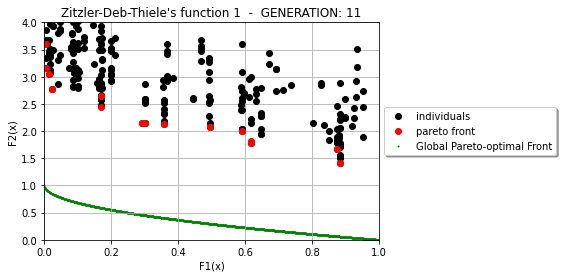 Zitzler-Deb-Thiele's function 1 - GENERATION: 11
4.0
3.5
3.0
2.5
2.0
1.5
1.0
0.5
0.0
F2(x)
0.0 0.2 0.4 0.6 0.8 1.0
F1(x)
individuals
pareto front
Global Pareto-optimal Front